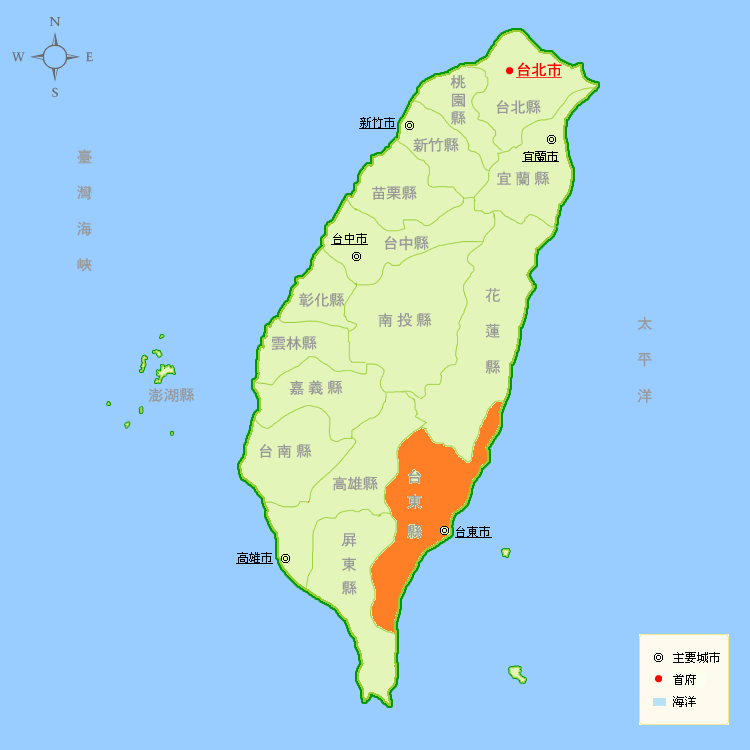 N
W E
S
台北市
桃園縣
台北縣
新竹市
新竹縣
宜蘭市
宜蘭縣
臺灣海峽
苗栗縣
台中市
台中縣
彰化縣
花蓮縣
南投縣
太平洋
雲林縣
嘉義縣
澎湖縣
台南縣
高雄縣
台東縣
台東市
屏東縣
高雄市
主要城市
首府
海洋